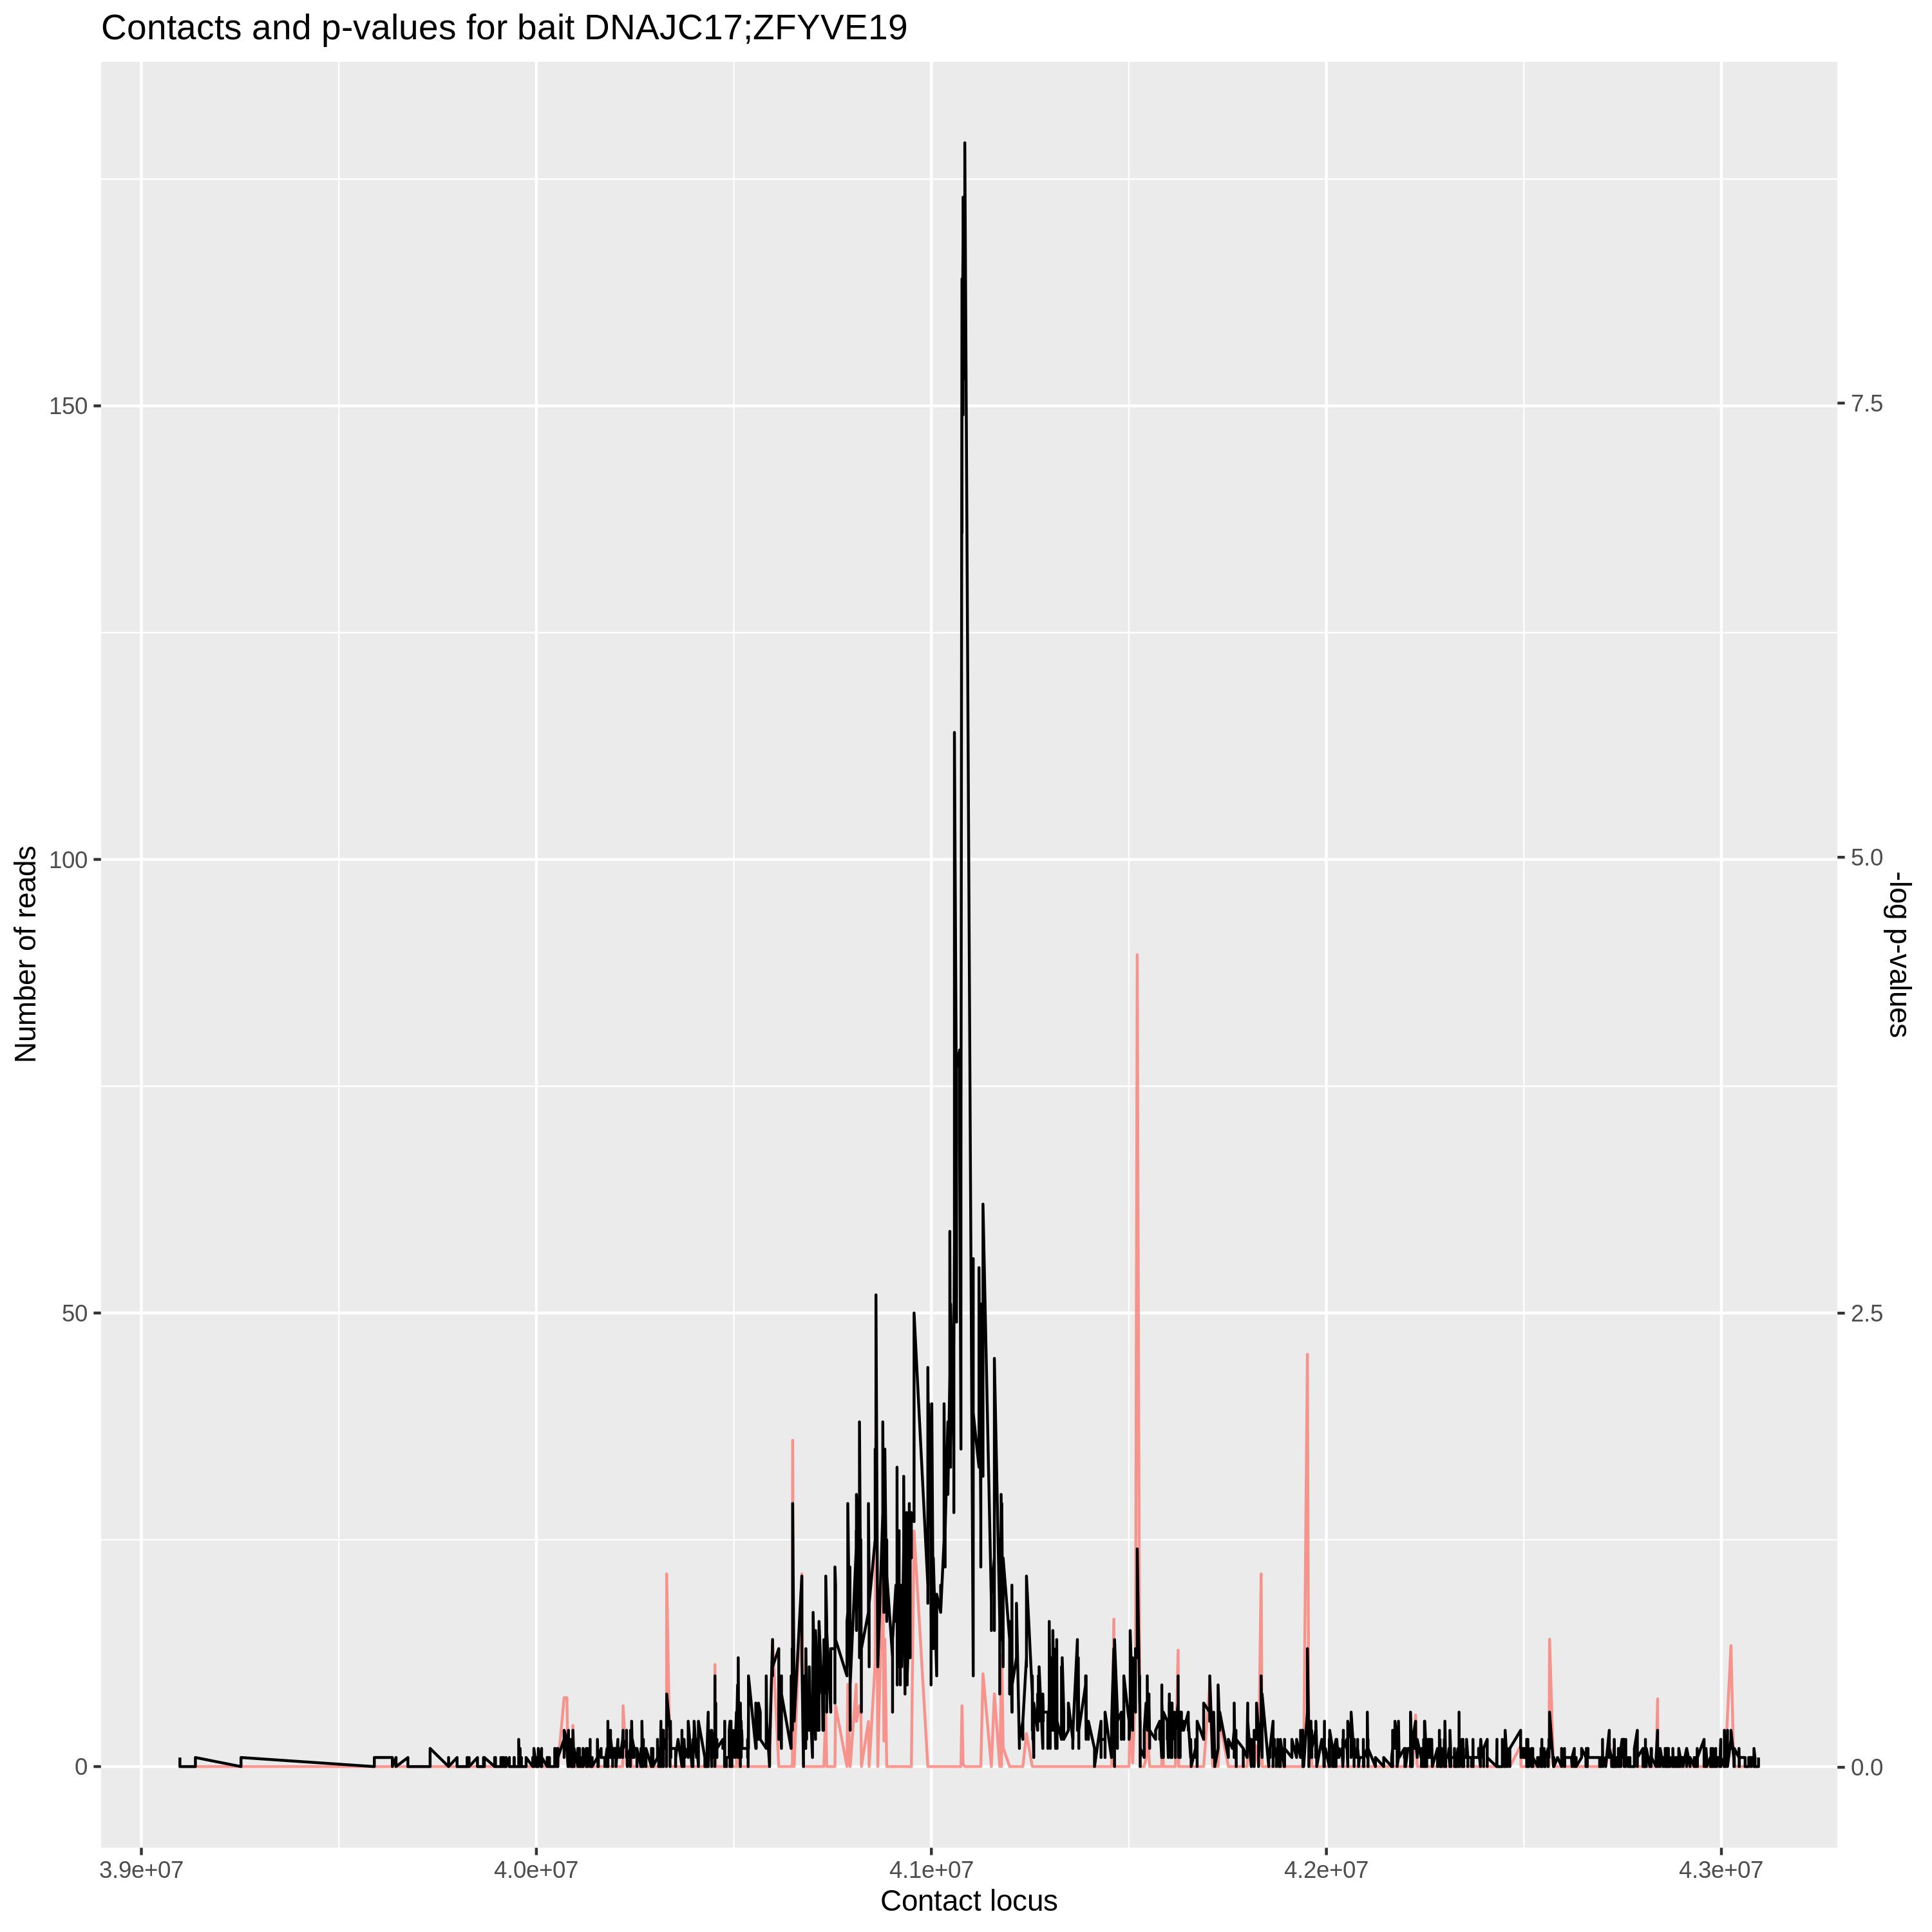 Contacts and p-values for bait DNAJC17;ZFYVE19
Number of reads
150
100
50
0
7.5
5.0
2.5
0.0
-log p-values
3.9e+07 4.0e+07 4.1e+07 4.2e+07 4.3e+07
Contact locus